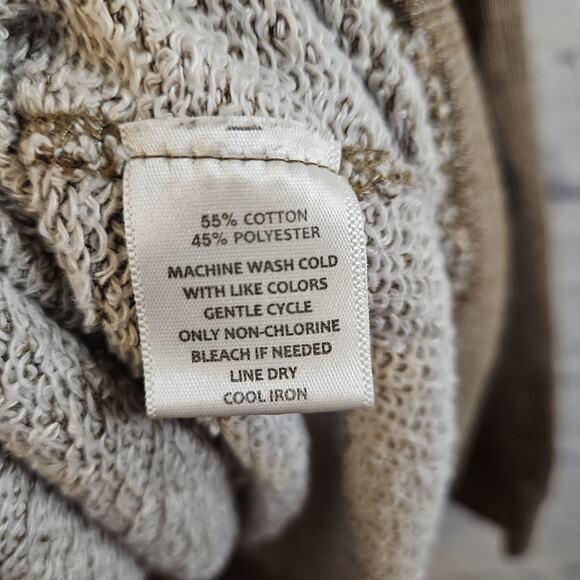 55% COTTON
45% POLYESTER
MACHINE WASH COLD
WITH LIKE COLORS
GENTLE CYCLE
ONLY NON-CHLORINE
BLEACH IF NEEDED
LINE DRY
COOL IRON